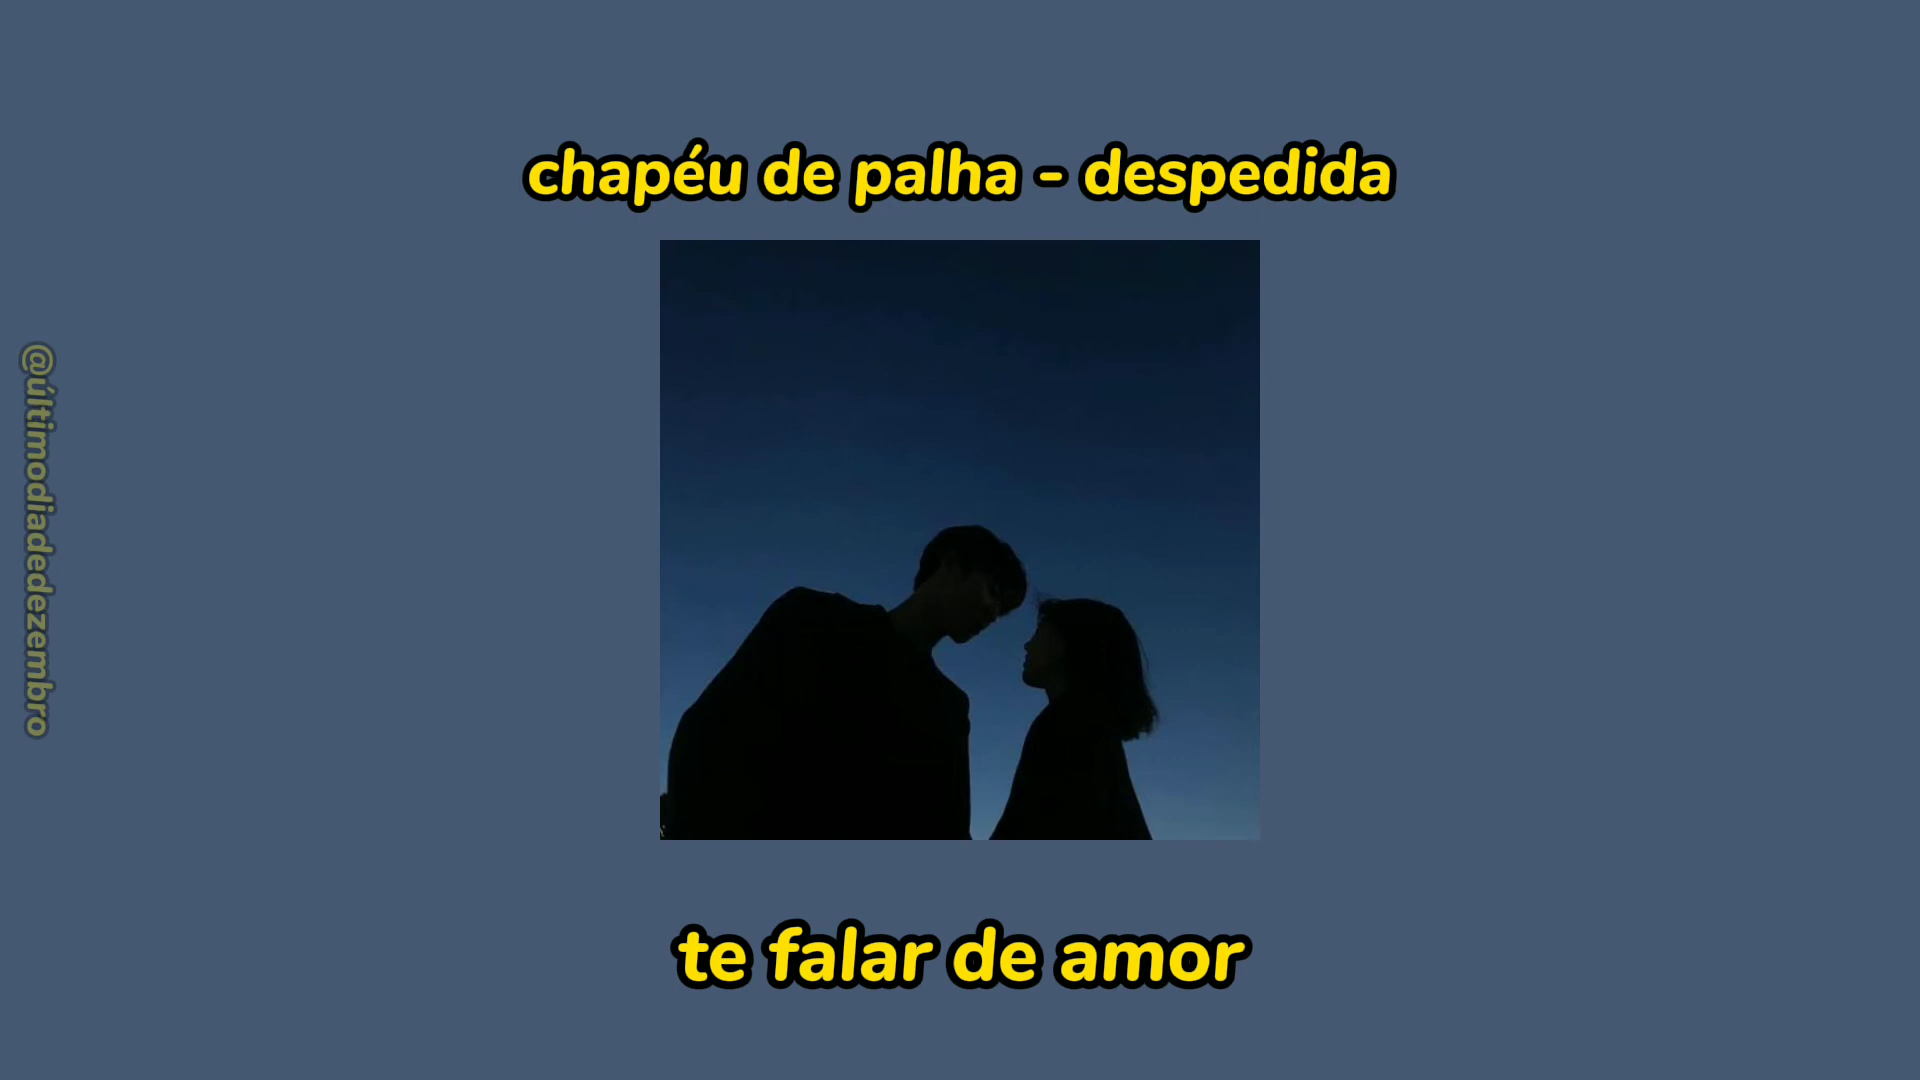 chapéu de palha - despedida
@últimodiadedezembro
te falar de amor